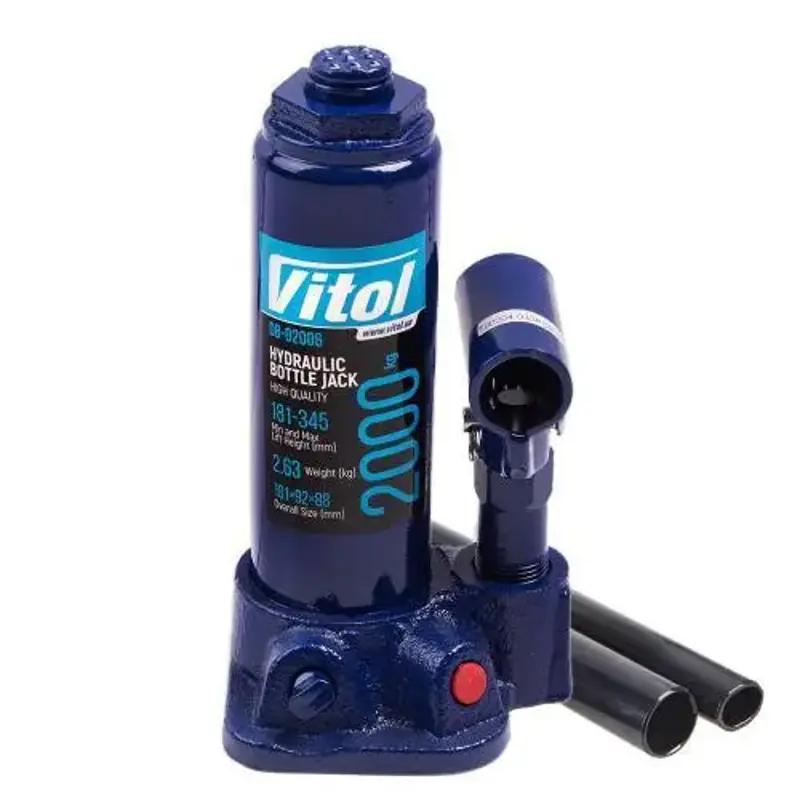 Vitol
www.vitol.ua
DB-02006
HYDRAULIC
BOTTLE JACK
HIGH QUALITY
181-345
Min and Max
Lift Height (mm)
2.63 Weight (kg)
181×92×88
Overall Size (mm)
2000 kg